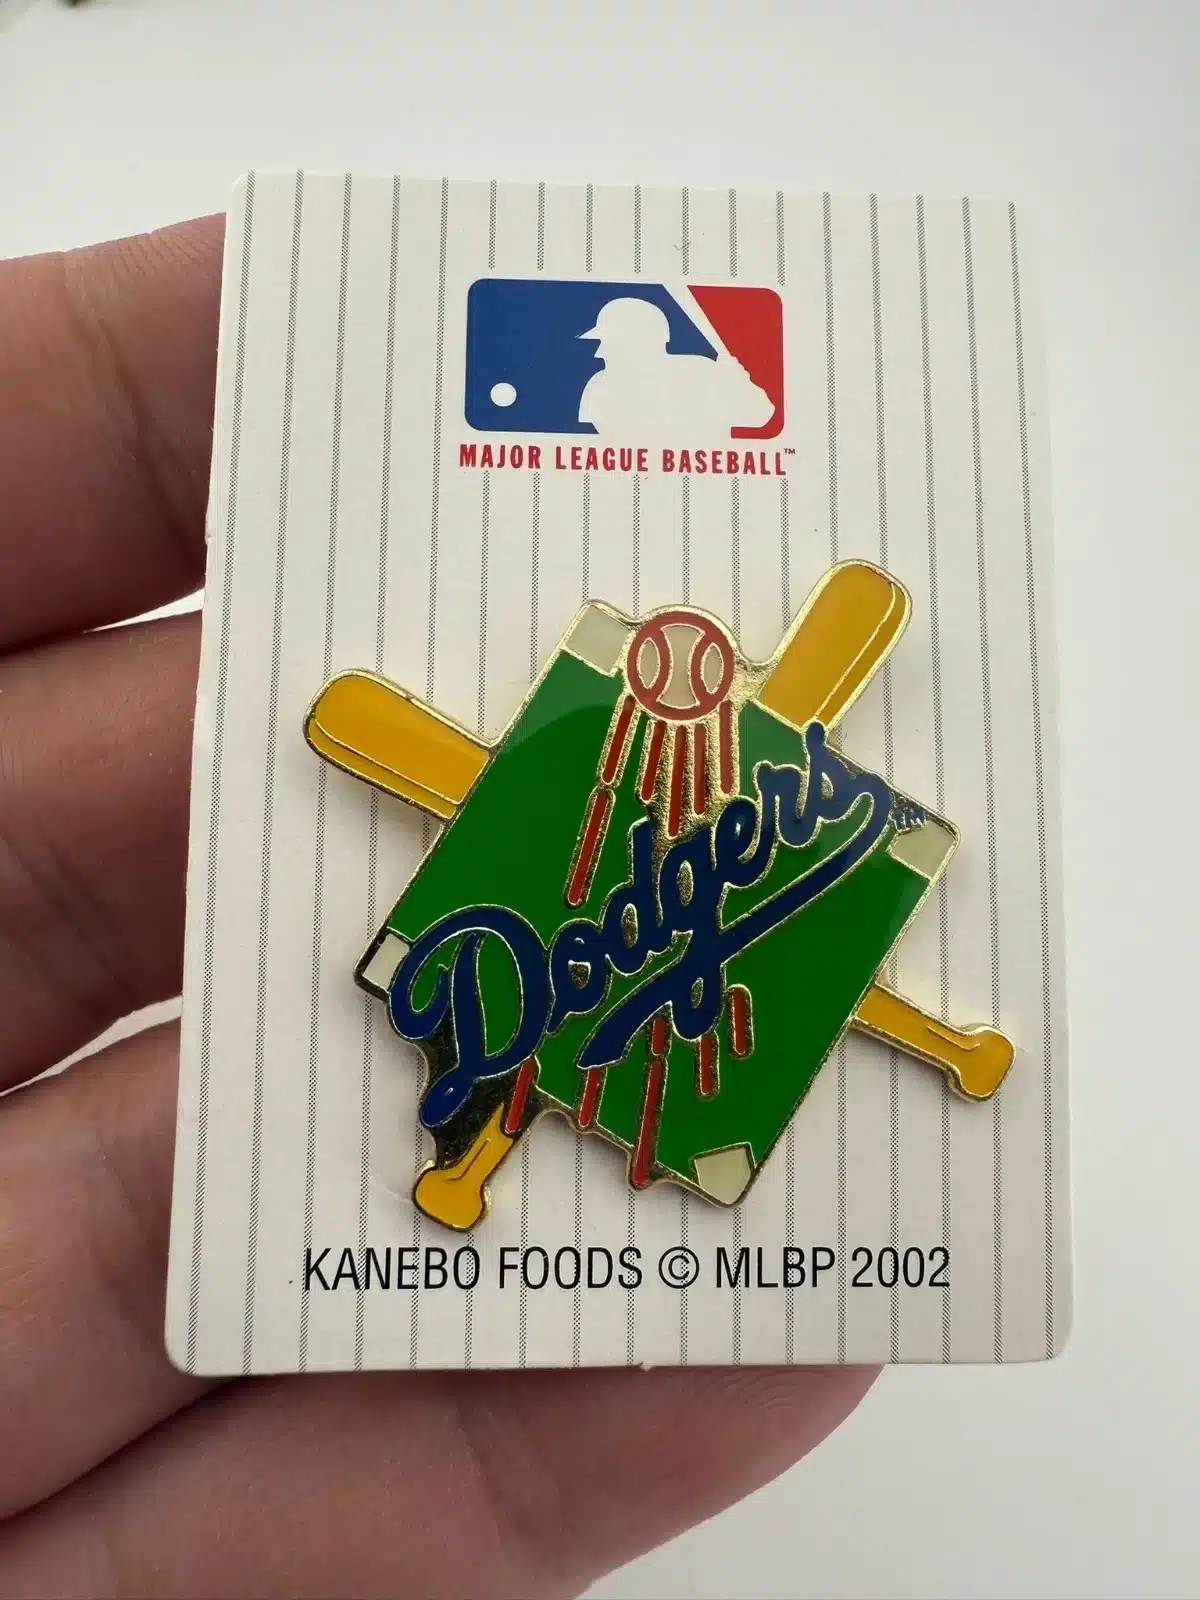 MAJOR LEAGUE BASEBALL™
Dodgers™
KANEBO FOODS © MLBP 2002